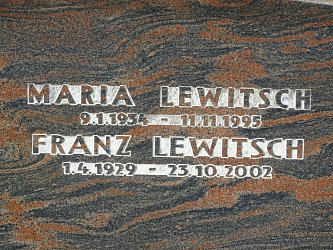 MARIA LEWITSCH
9.1.1934 - 11.11.1995
FRANZ LEWITSCH
1.4.1929 - 23.10.2002